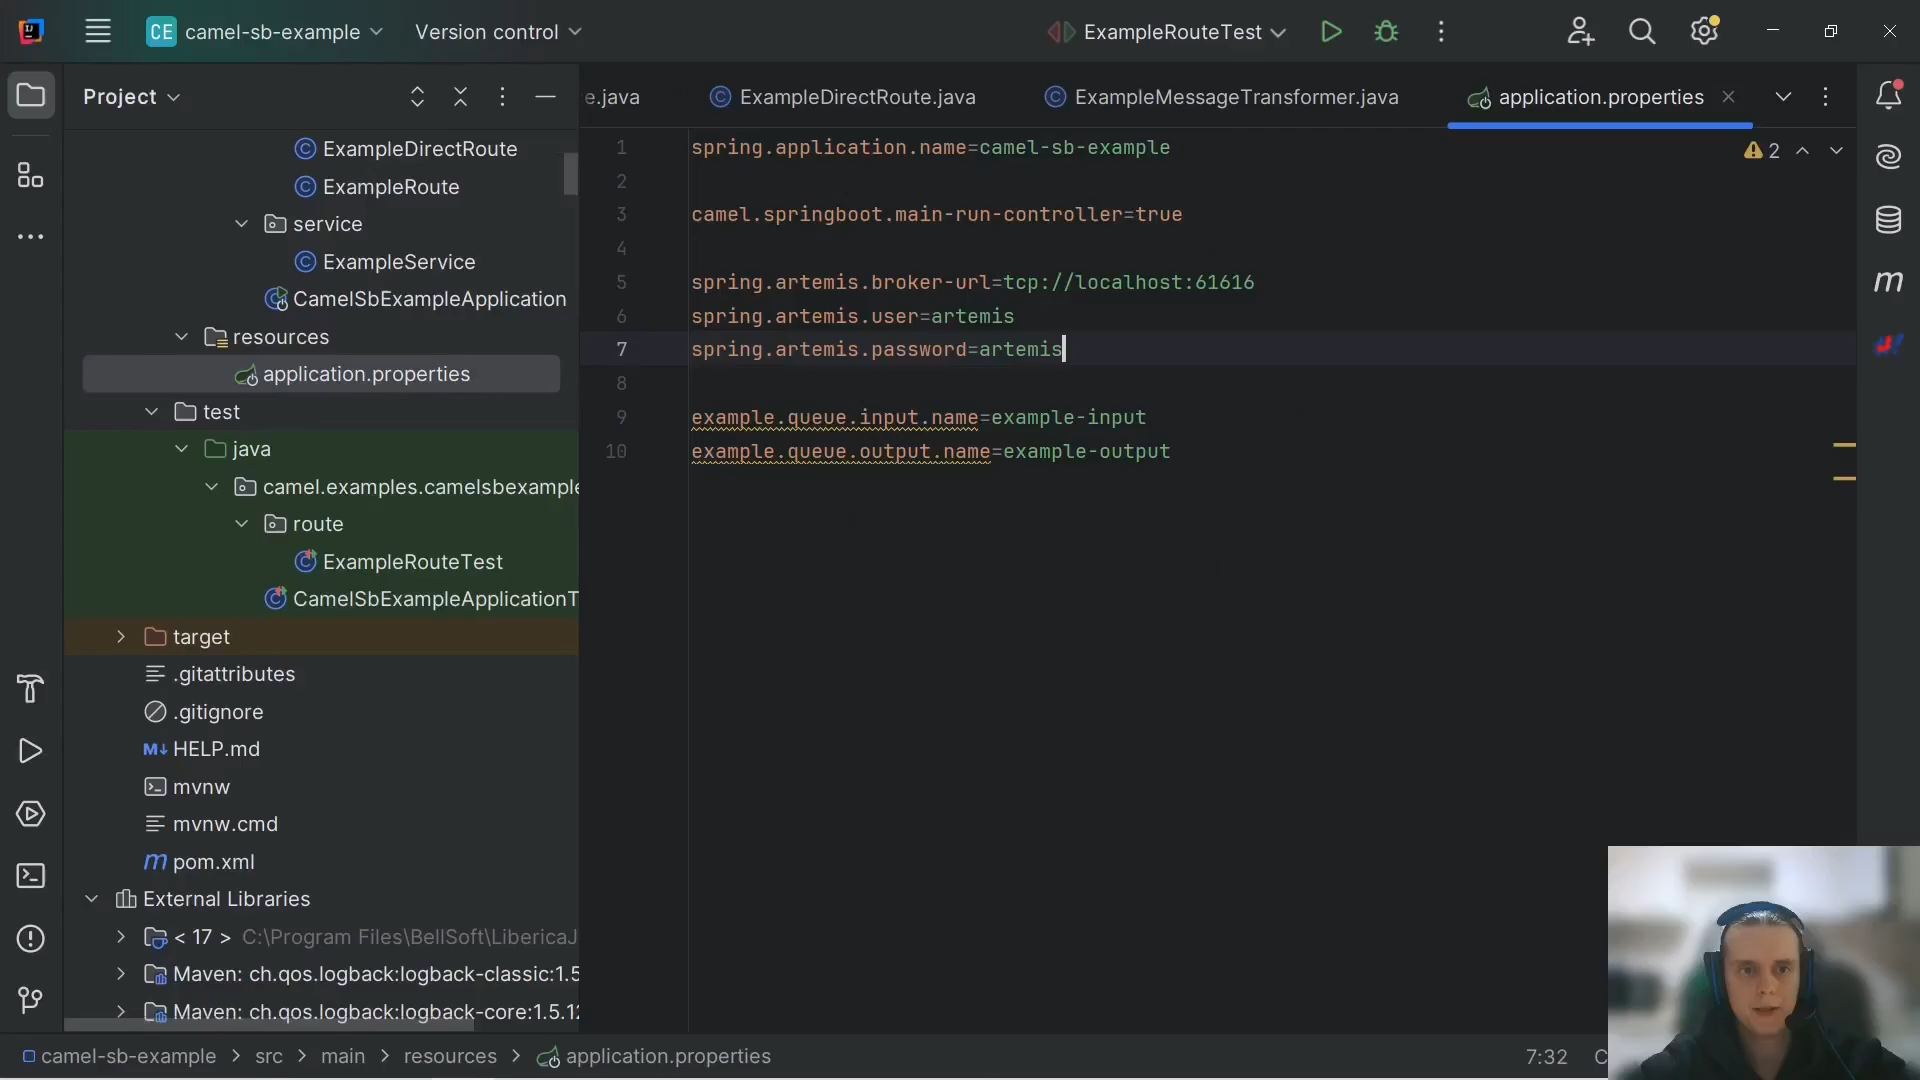 CE camel-sb-example Version control ExampleRouteTest
Project
e.java ExampleDirectRoute.java ExampleMessageTransformer.java application.properties
ExampleDirectRoute
ExampleRoute
service
ExampleService
CamelSbExampleApplication
resources
application.properties
test
java
camel.examples.camelsbexample
route
ExampleRouteTest
CamelSbExampleApplicationT
target
.gitattributes
.gitignore
M↓ HELP.md
mvnw
mvnw.cmd
m pom.xml
External Libraries
< 17 > C:\Program Files\BellSoft\LibericaJ
Maven: ch.qos.logback:logback-classic:1.5
Maven: ch.qos.logback:logback-core:1.5.12
1 spring.application.name=camel-sb-example
2
3 camel.springboot.main-run-controller=true
4
5 spring.artemis.broker-url=tcp://localhost:61616
6 spring.artemis.user=artemis
7 spring.artemis.password=artemis
8
9 example.queue.input.name=example-input
10 example.queue.output.name=example-output
2
m
camel-sb-example > src > main > resources > application.properties
7:32 C